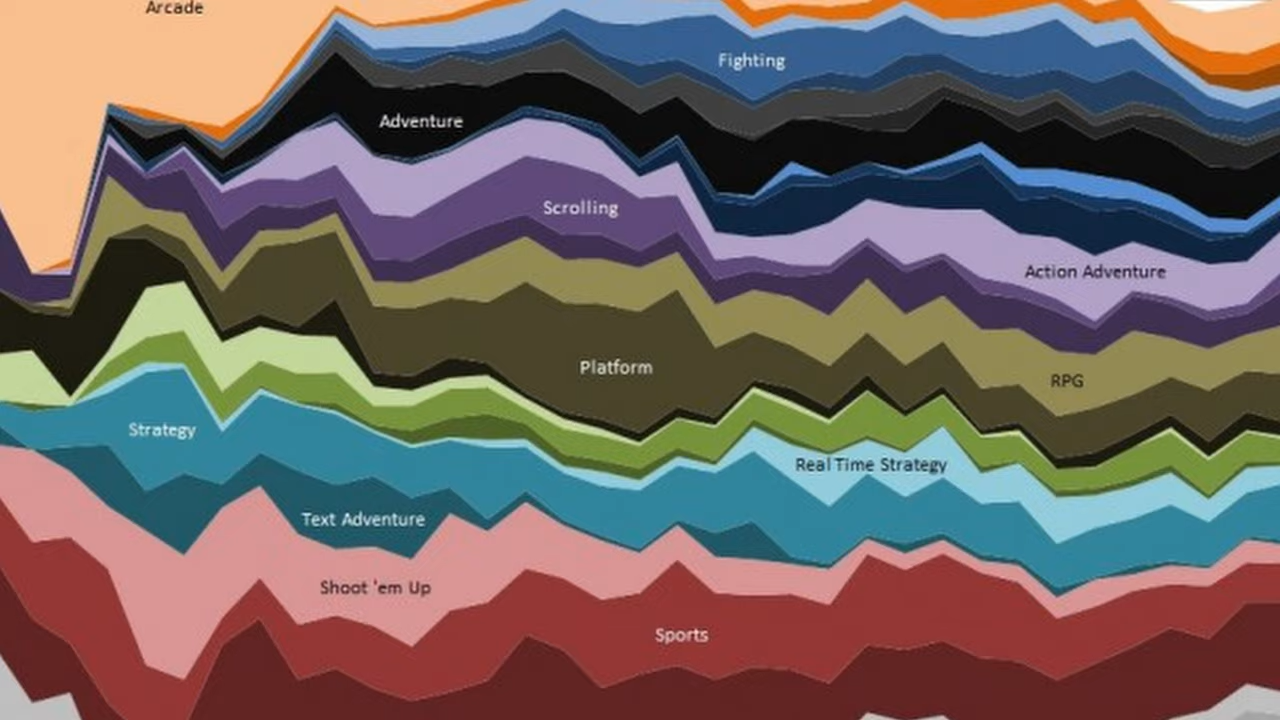 Arcade
Fighting
Adventure
Scrolling
Action Adventure
Platform
RPG
Strategy
Real Time Strategy
Text Adventure
Shoot 'em Up
Sports